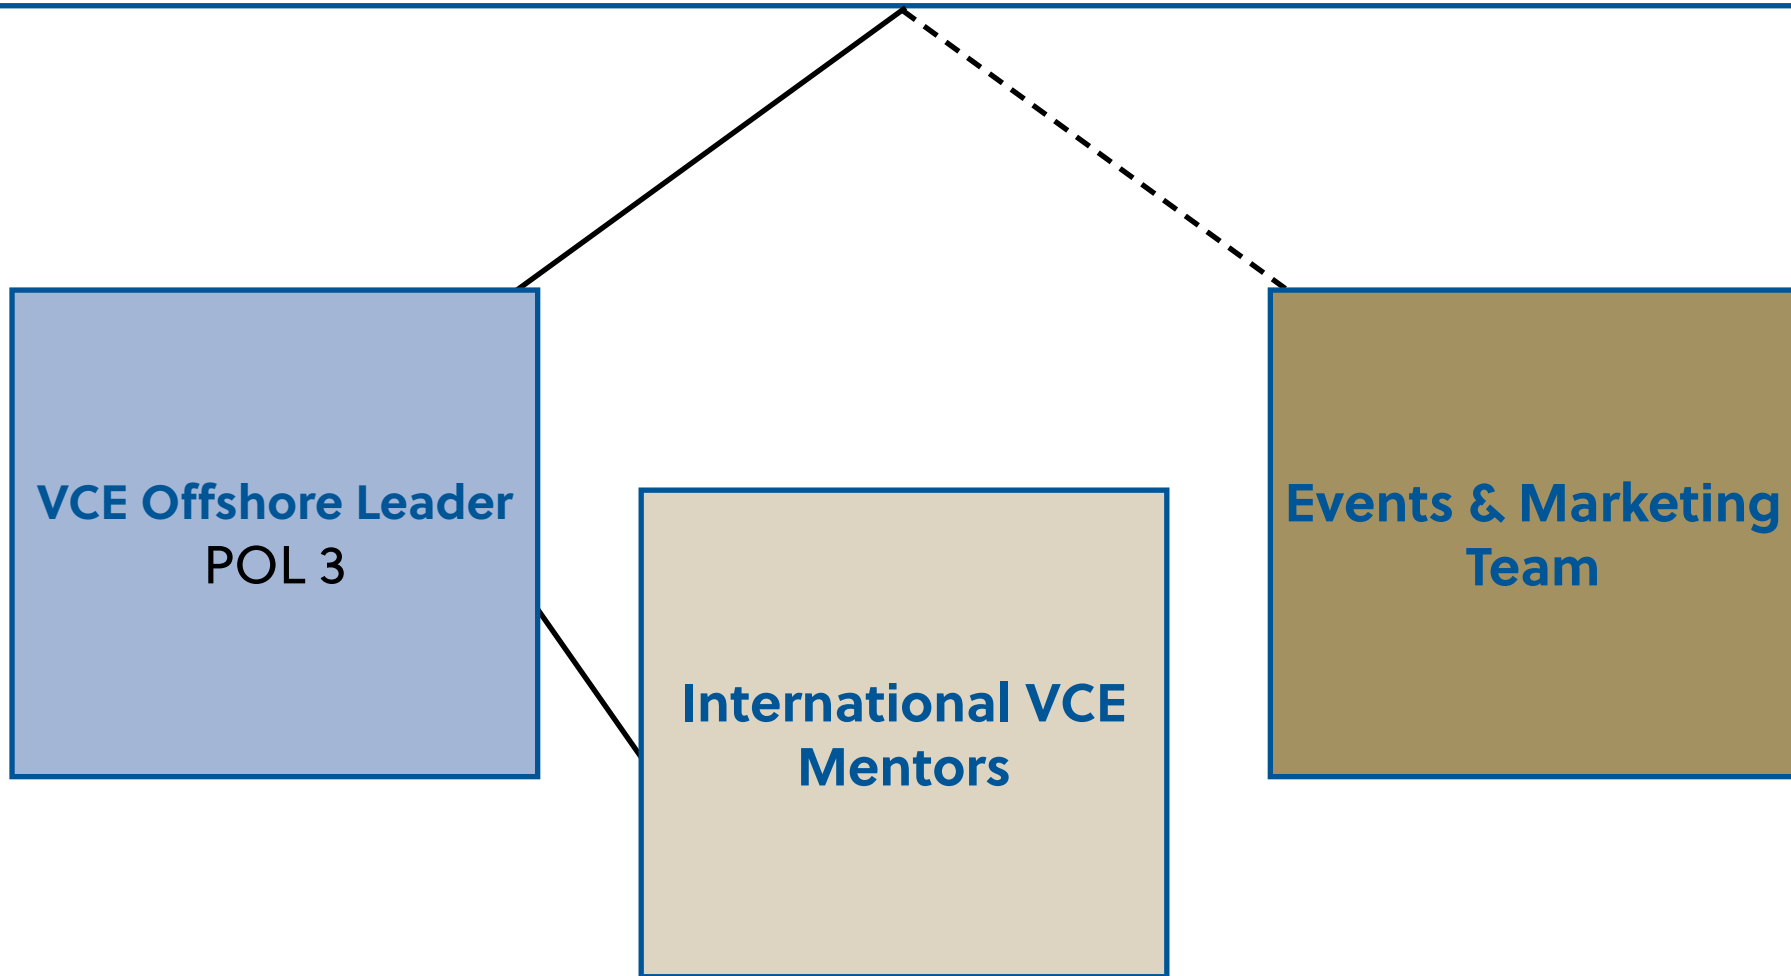 VCE Offshore Leader
POL 3
International VCE
Mentors
Events & Marketing
Team